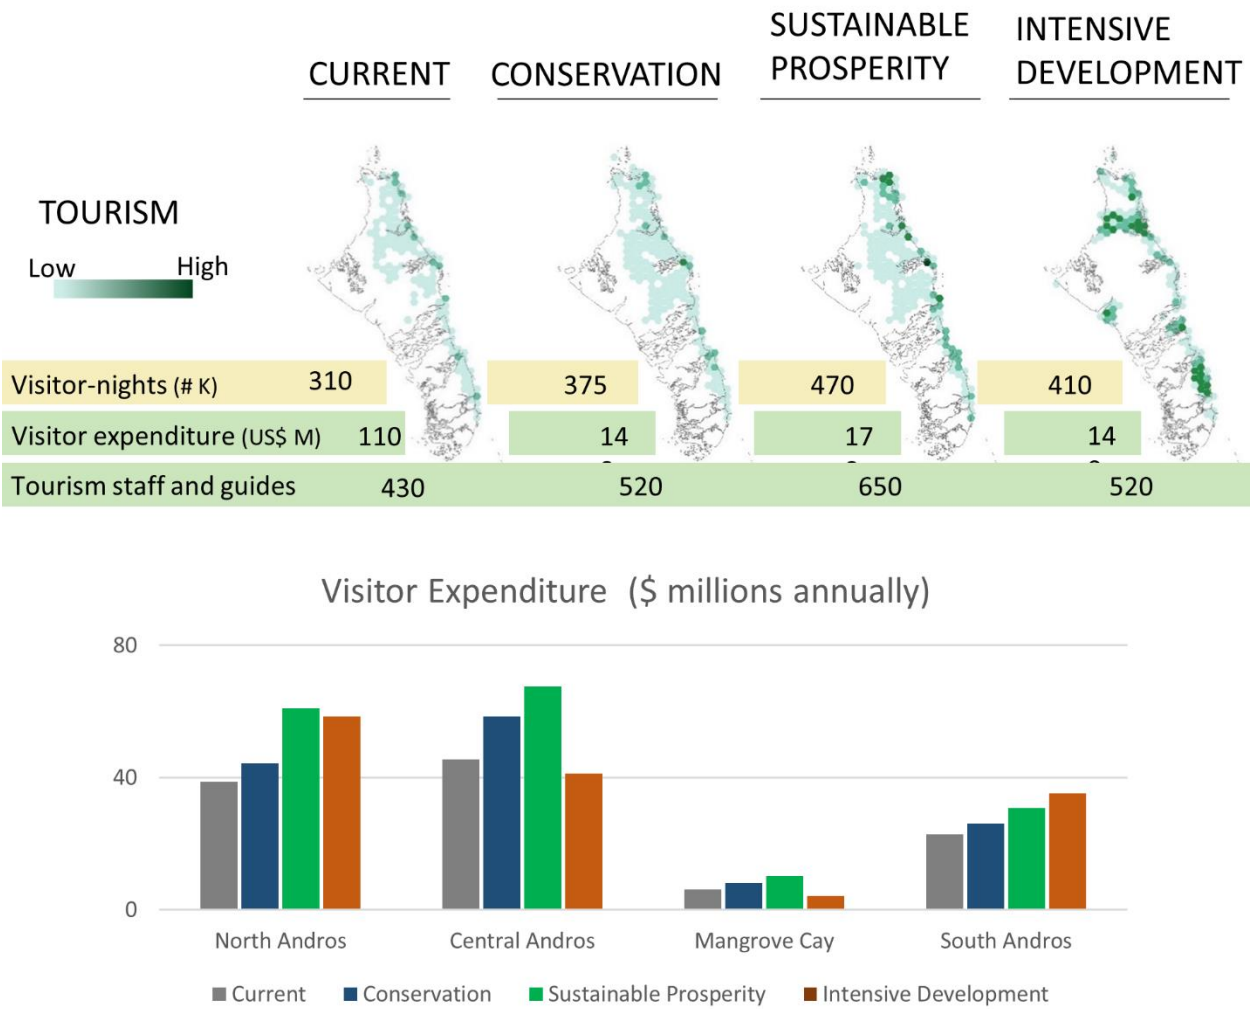 CURRENT
CONSERVATION
SUSTAINABLE
PROSPERITY
INTENSIVE
DEVELOPMENT
TOURISM
Low High
Visitor-nights (# K) 310 375 470 410
Visitor expenditure (US$ M) 110 14 17 14
Tourism staff and guides 430 520 650 520
Visitor Expenditure ($ millions annually)
80
40
0
North Andros Central Andros Mangrove Cay South Andros
Current Conservation Sustainable Prosperity Intensive Development